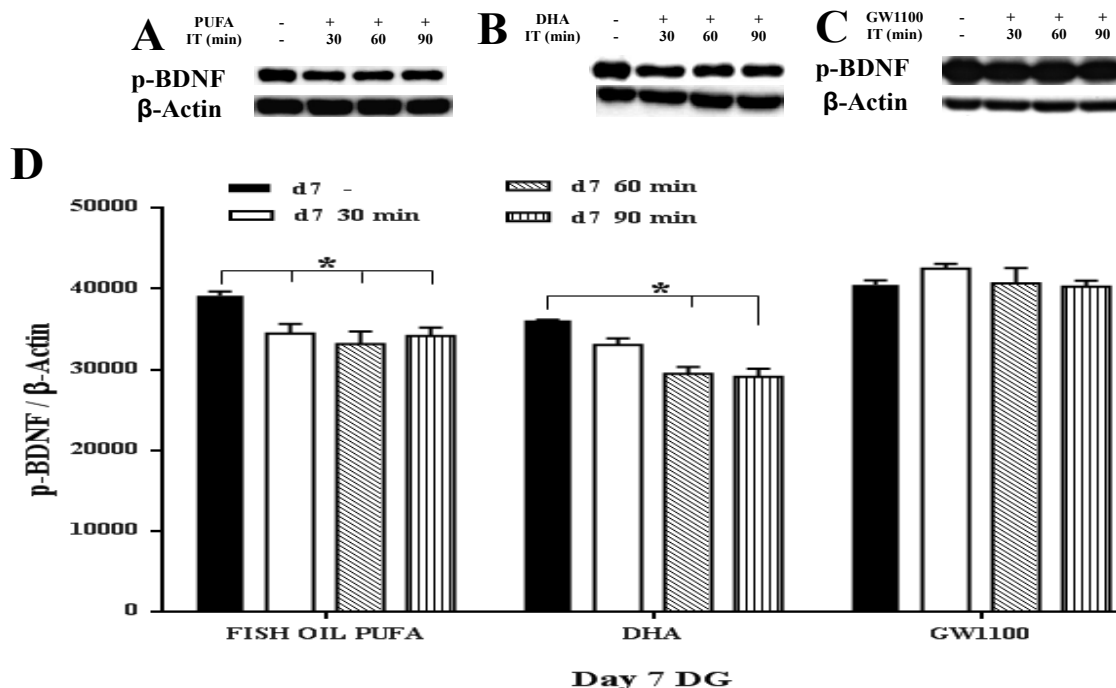 A
PUFA - + + +
IT (min) - 30 60 90
p-BDNF
β-Actin
B
DHA - + + +
IT (min) - 30 60 90
p-BDNF
β-Actin
C
GW1100 - + + +
IT (min) - 30 60 90
p-BDNF
β-Actin
D
d7 -
d7 30 min
d7 60 min
d7 90 min
p-BDNF / β-Actin
50000
40000
30000
20000
10000
0
*
*
FISH OIL PUFA
DHA
GW1100
Day 7 DG